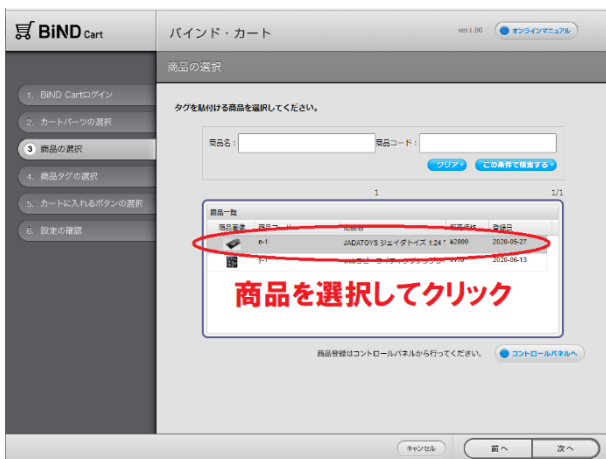 BiND Cart
バインド・カート
ver.1.00
オンラインマニュアル
商品の選択
1. BiND Cartログイン
2. カートパーツの選択
3 商品の選択
4. 商品タグの選択
5. カートに入れるボタンの選択
6. 設定の確認
タグを貼付ける商品を選択してください。
商品名：
商品コード：
クリア
この条件で検索する
1
1/1
商品一覧
商品画像 商品コード 販売価格 登録日
n-1 JADATOYS ジェイダトイズ 1:24 ¥2800 2020-05-27
y-1 2020-06-13
商品を選択してクリック
商品登録はコントロールパネルから行ってください。
コントロールパネルへ
キャンセル
前へ
次へ